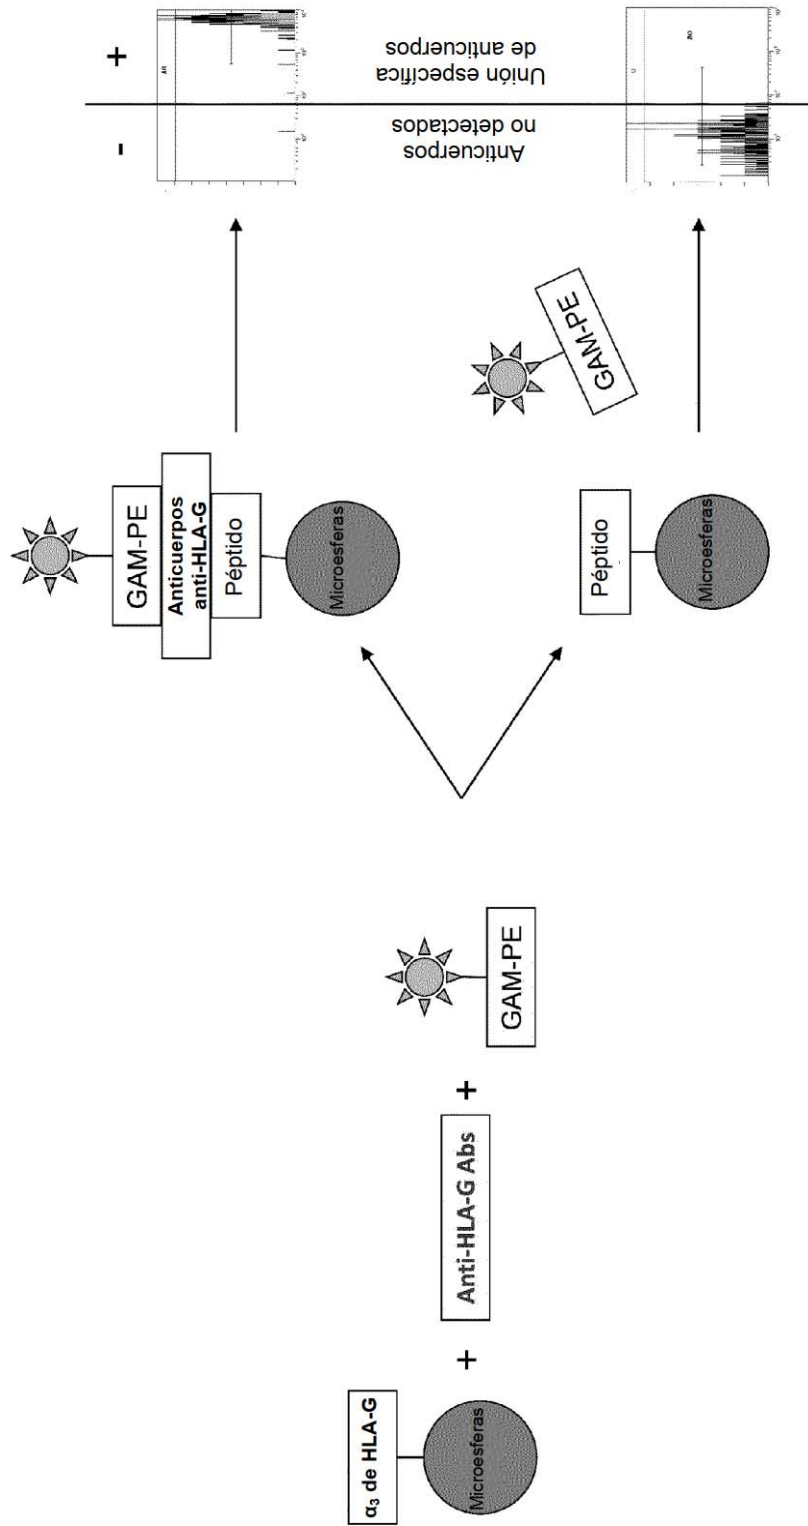 α₃ de HLA-G
Microesferas
+
Anti-HLA-G Abs
+
GAM-PE
GAM-PE
Anticuerpos
anti-HLA-G
Péptido
Microesferas
Péptido
Microesferas
GAM-PE
-
+
Anticuerpos
no detectados
Unión específica
de anticuerpos